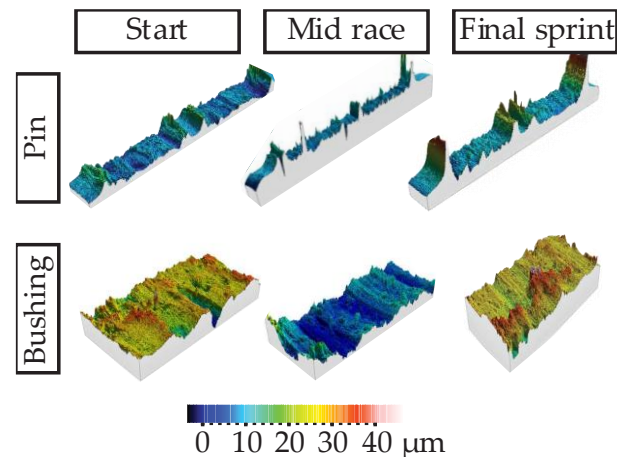 Start
Mid race
Final sprint
Pin
Bushing
0 10 20 30 40 µm